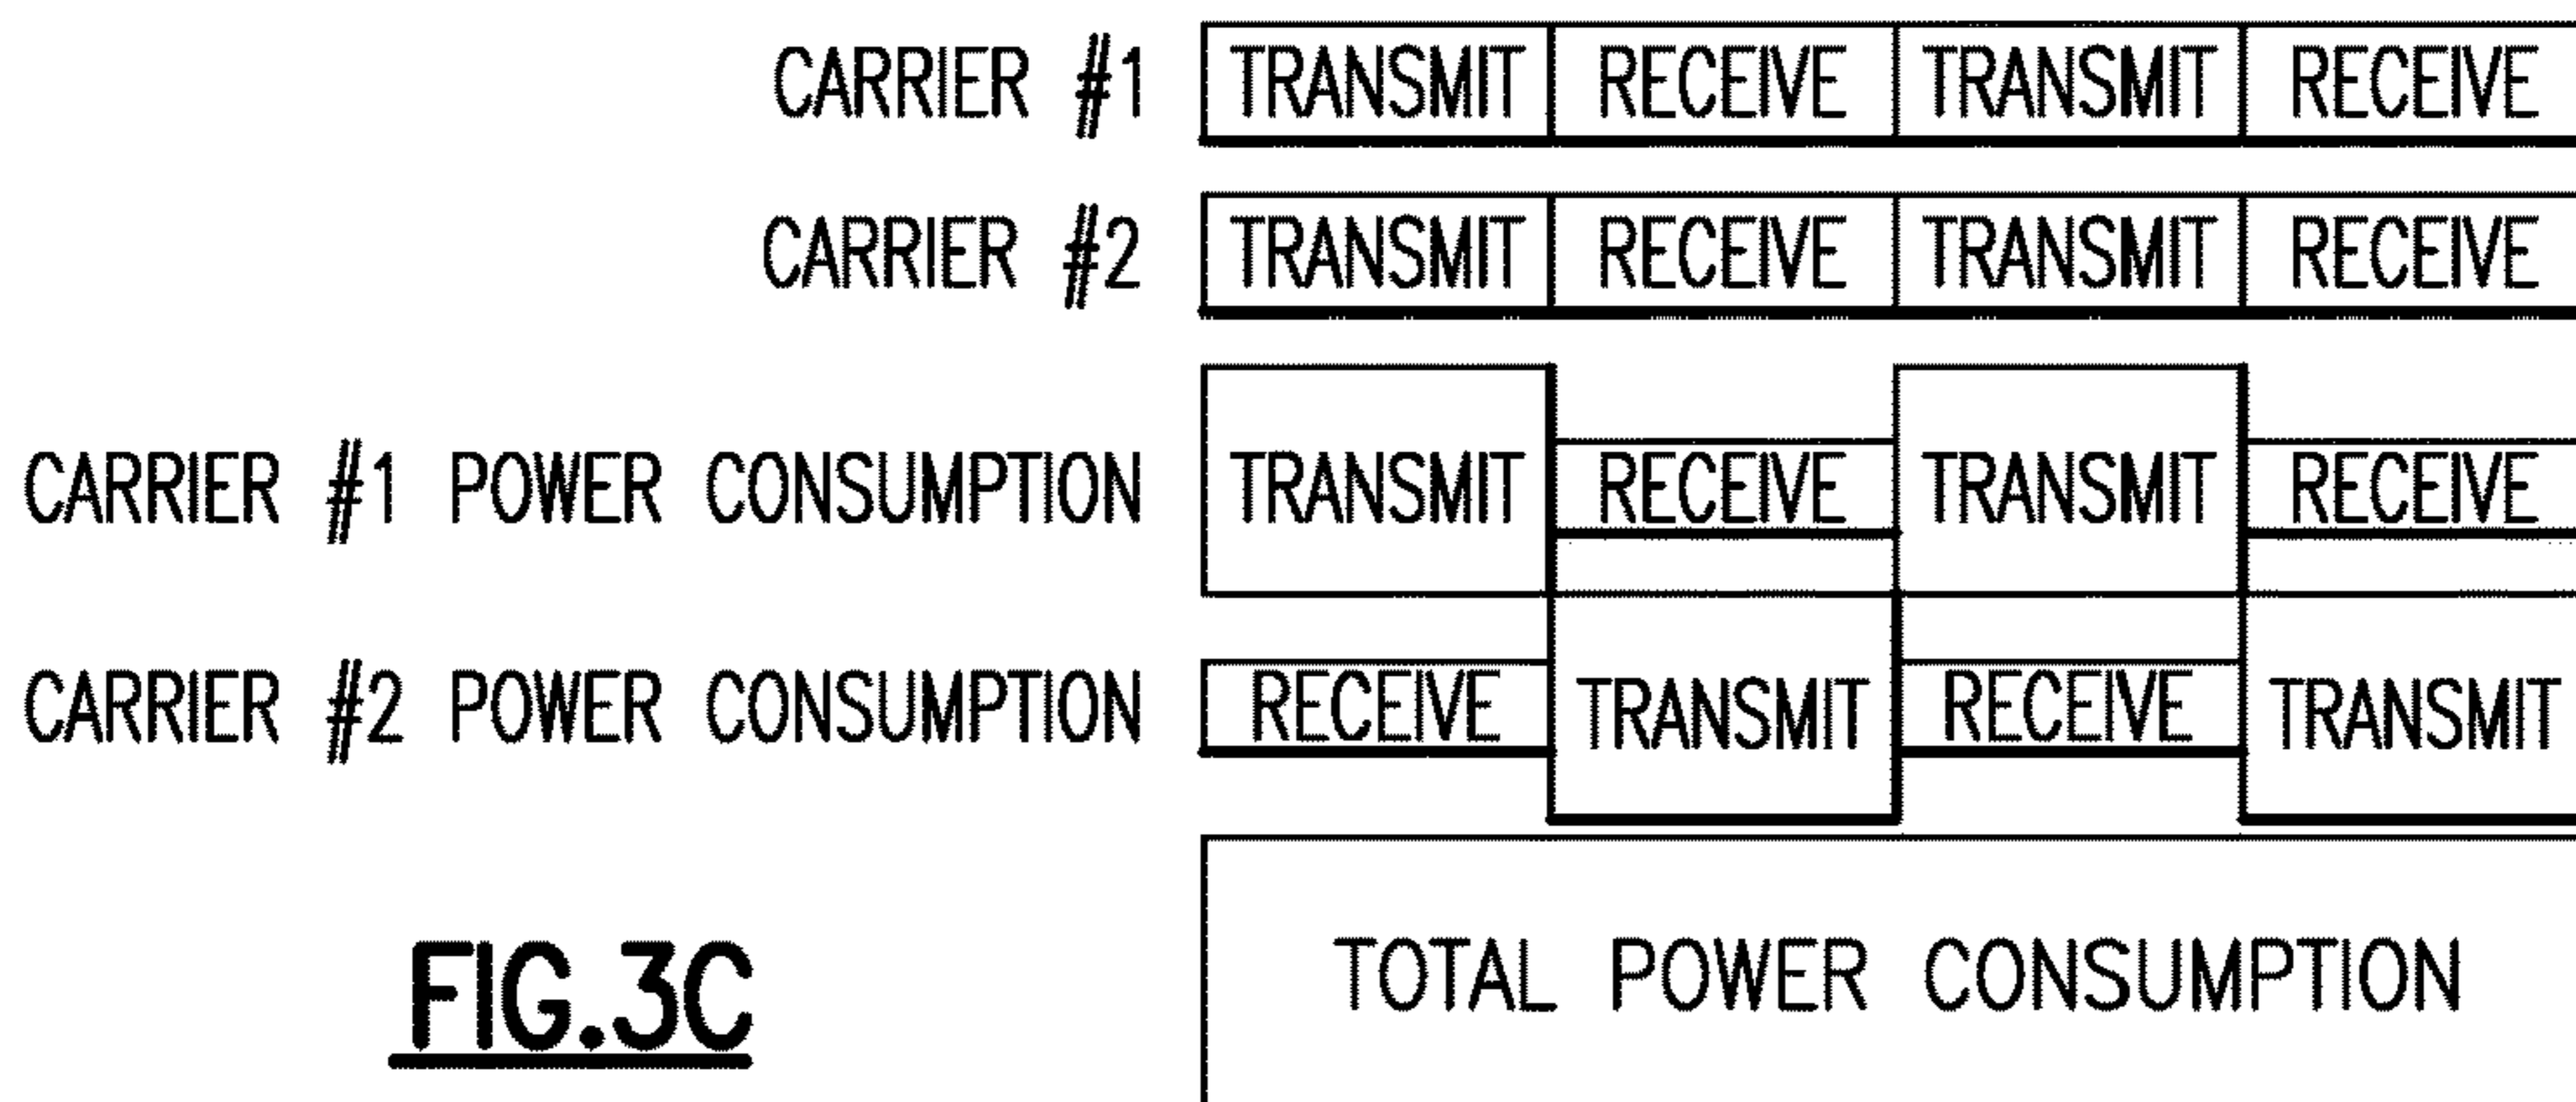 CARRIER #1 TRANSMIT RECEIVE TRANSMIT RECEIVE
CARRIER #2 TRANSMIT RECEIVE TRANSMIT RECEIVE
CARRIER #1 POWER CONSUMPTION TRANSMIT RECEIVE TRANSMIT RECEIVE
CARRIER #2 POWER CONSUMPTION RECEIVE TRANSMIT RECEIVE TRANSMIT
TOTAL POWER CONSUMPTION
FIG.3C